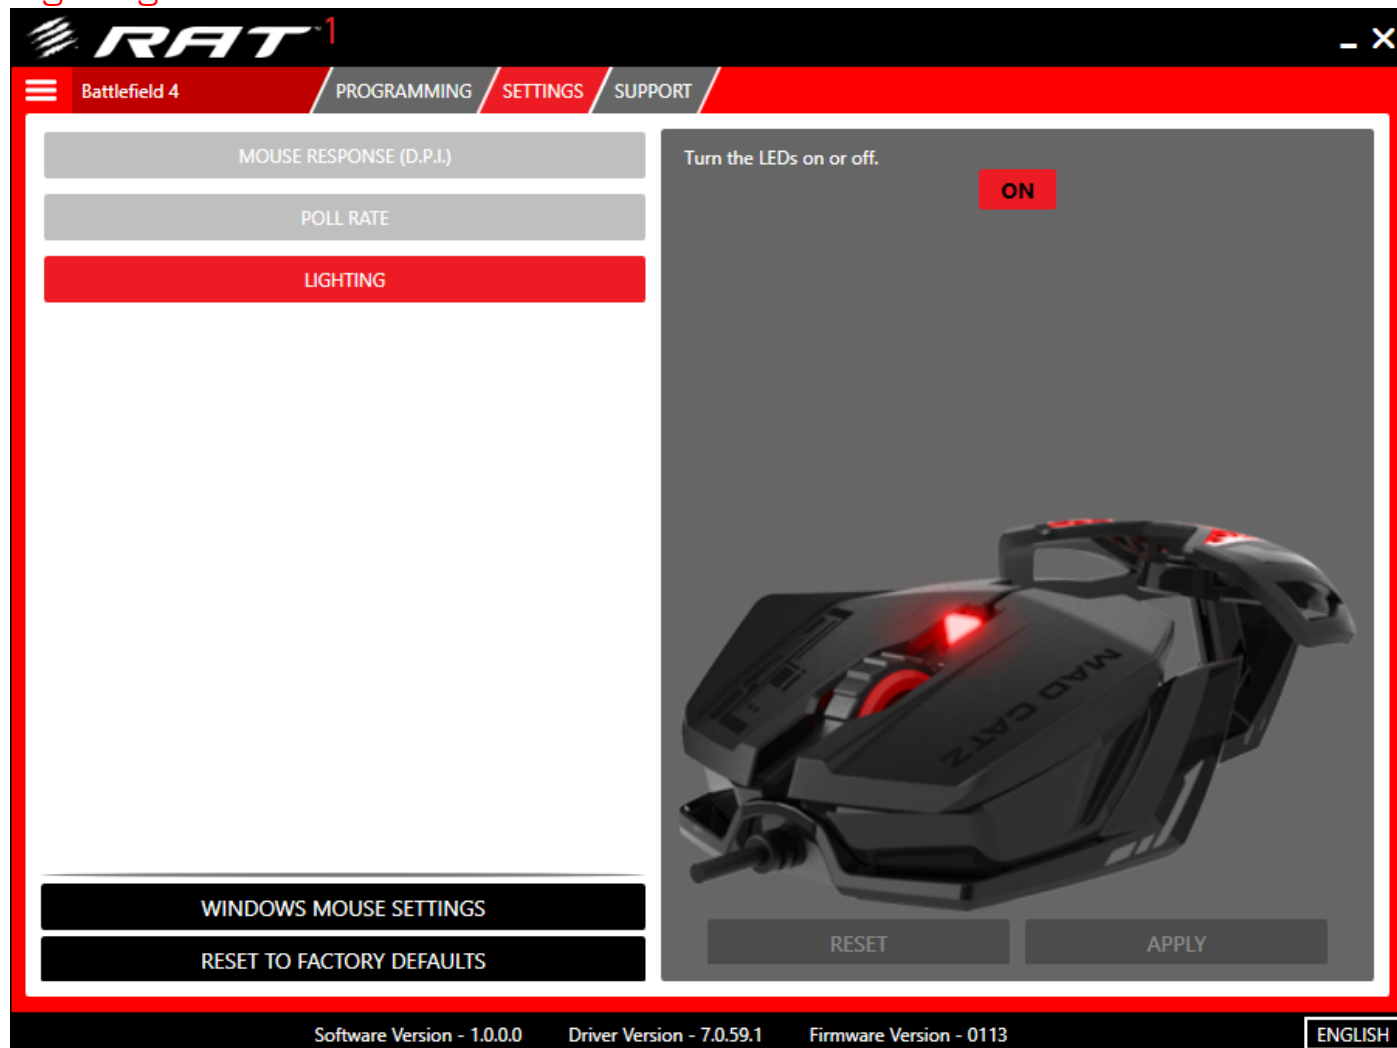 RAT™1
Battlefield 4
PROGRAMMING
SETTINGS
SUPPORT
MOUSE RESPONSE (D.P.I.)
POLL RATE
LIGHTING
Turn the LEDs on or off.
ON
MAD CATZ
WINDOWS MOUSE SETTINGS
RESET TO FACTORY DEFAULTS
RESET
APPLY
Software Version - 1.0.0.0
Driver Version - 7.0.59.1
Firmware Version - 0113
ENGLISH